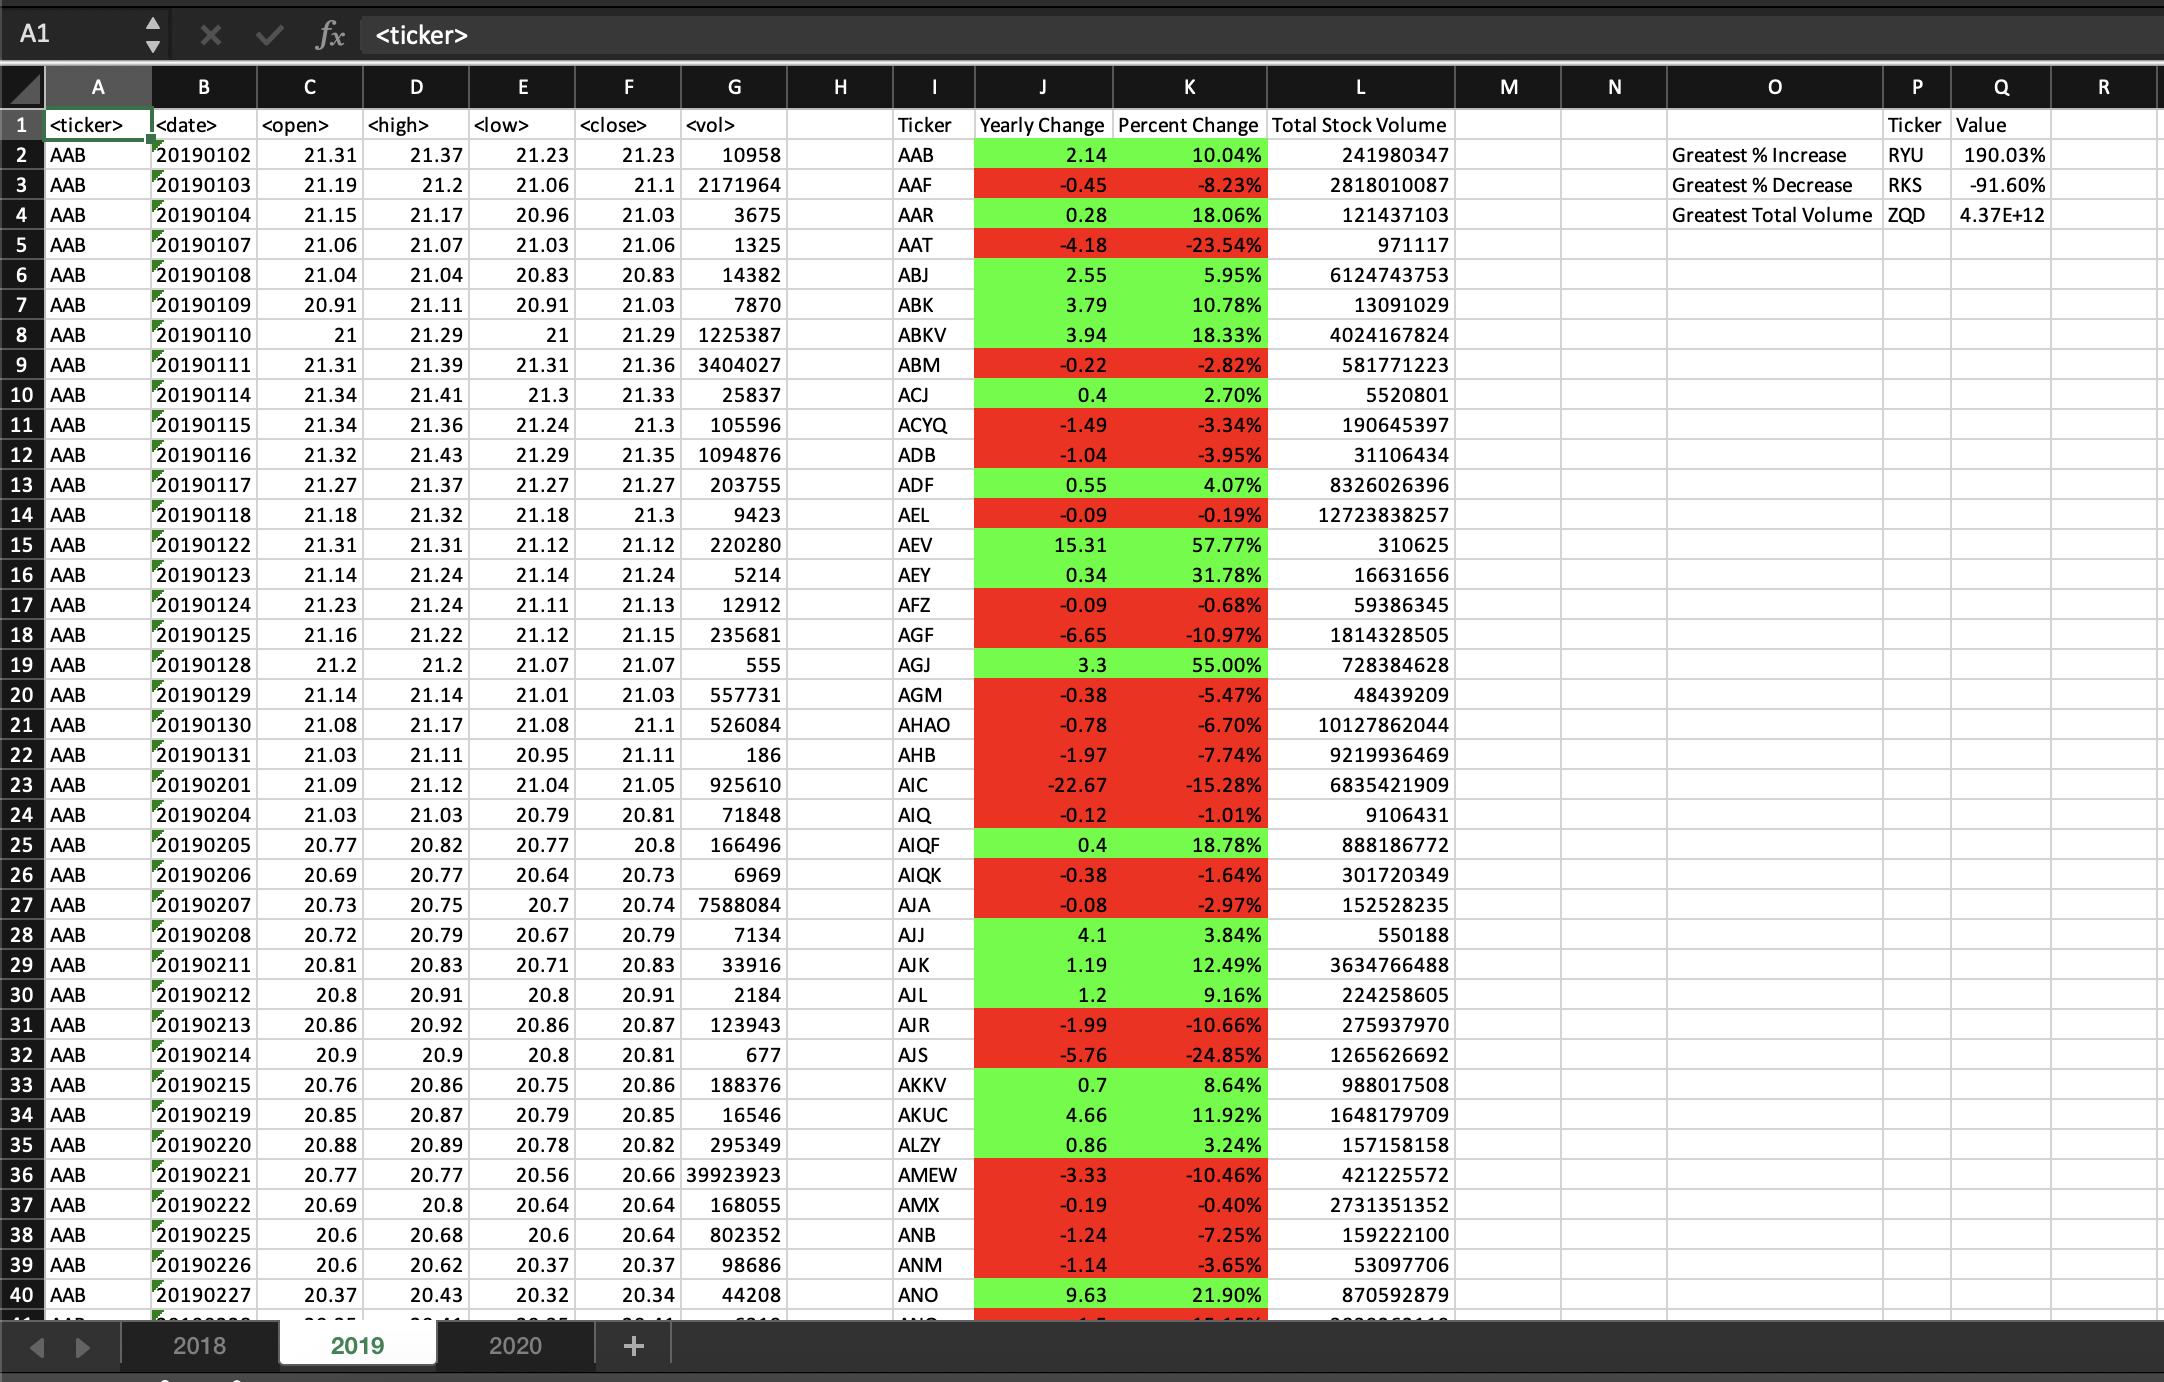 A1 fx <ticker>
A B C D E F G H I J K L M N O P Q R
1 <ticker> <date> <open> <high> <low> <close> <vol> Ticker Yearly Change Percent Change Total Stock Volume Ticker Value
2 AAB 20190102 21.31 21.37 21.23 21.23 10958 AAB 2.14 10.04% 241980347 Greatest % Increase RYU 190.03%
3 AAB 20190103 21.19 21.2 21.06 21.1 2171964 AAF -0.45 -8.23% 2818010087 Greatest % Decrease RKS -91.60%
4 AAB 20190104 21.15 21.17 20.96 21.03 3675 AAR 0.28 18.06% 121437103 Greatest Total Volume ZQD 4.37E+12
5 AAB 20190107 21.06 21.07 21.03 21.06 1325 AAT -4.18 -23.54% 971117
6 AAB 20190108 21.04 21.04 20.83 20.83 14382 ABJ 2.55 5.95% 6124743753
7 AAB 20190109 20.91 21.11 20.91 21.03 7870 ABK 3.79 10.78% 13091029
8 AAB 20190110 21 21.29 21 21.29 1225387 ABKV 3.94 18.33% 4024167824
9 AAB 20190111 21.31 21.39 21.31 21.36 3404027 ABM -0.22 -2.82% 581771223
10 AAB 20190114 21.34 21.41 21.3 21.33 25837 ACJ 0.4 2.70% 5520801
11 AAB 20190115 21.34 21.36 21.24 21.3 105596 ACYQ -1.49 -3.34% 190645397
12 AAB 20190116 21.32 21.43 21.29 21.35 1094876 ADB -1.04 -3.95% 31106434
13 AAB 20190117 21.27 21.37 21.27 21.27 203755 ADF 0.55 4.07% 8326026396
14 AAB 20190118 21.18 21.32 21.18 21.3 9423 AEL -0.09 -0.19% 12723838257
15 AAB 20190122 21.31 21.31 21.12 21.12 220280 AEV 15.31 57.77% 310625
16 AAB 20190123 21.14 21.24 21.14 21.24 5214 AEY 0.34 31.78% 16631656
17 AAB 20190124 21.23 21.24 21.11 21.13 12912 AFZ -0.09 -0.68% 59386345
18 AAB 20190125 21.16 21.22 21.12 21.15 235681 AGF -6.65 -10.97% 1814328505
19 AAB 20190128 21.2 21.2 21.07 21.07 555 AGJ 3.3 55.00% 728384628
20 AAB 20190129 21.14 21.14 21.01 21.03 557731 AGM -0.38 -5.47% 48439209
21 AAB 20190130 21.08 21.17 21.08 21.1 526084 AHAO -0.78 -6.70% 10127862044
22 AAB 20190131 21.03 21.11 20.95 21.11 186 AHB -1.97 -7.74% 9219936469
23 AAB 20190201 21.09 21.12 21.04 21.05 925610 AIC -22.67 -15.28% 6835421909
24 AAB 20190204 21.03 21.03 20.79 20.81 71848 AIQ -0.12 -1.01% 9106431
25 AAB 20190205 20.77 20.82 20.77 20.8 166496 AIQF 0.4 18.78% 888186772
26 AAB 20190206 20.69 20.77 20.64 20.73 6969 AIQK -0.38 -1.64% 301720349
27 AAB 20190207 20.73 20.75 20.7 20.74 7588084 AJA -0.08 -2.97% 152528235
28 AAB 20190208 20.72 20.79 20.67 20.79 7134 AJJ 4.1 3.84% 550188
29 AAB 20190211 20.81 20.83 20.71 20.83 33916 AJK 1.19 12.49% 3634766488
30 AAB 20190212 20.8 20.91 20.8 20.91 2184 AJL 1.2 9.16% 224258605
31 AAB 20190213 20.86 20.92 20.86 20.87 123943 AJR -1.99 -10.66% 275937970
32 AAB 20190214 20.9 20.9 20.8 20.81 677 AJS -5.76 -24.85% 1265626692
33 AAB 20190215 20.76 20.86 20.75 20.86 188376 AKKV 0.7 8.64% 988017508
34 AAB 20190219 20.85 20.87 20.79 20.85 16546 AKUC 4.66 11.92% 1648179709
35 AAB 20190220 20.88 20.89 20.78 20.82 295349 ALZY 0.86 3.24% 157158158
36 AAB 20190221 20.77 20.77 20.56 20.66 39923923 AMEW -3.33 -10.46% 421225572
37 AAB 20190222 20.69 20.8 20.64 20.64 168055 AMX -0.19 -0.40% 2731351352
38 AAB 20190225 20.6 20.68 20.6 20.64 802352 ANB -1.24 -7.25% 159222100
39 AAB 20190226 20.6 20.62 20.37 20.37 98686 ANM -1.14 -3.65% 53097706
40 AAB 20190227 20.37 20.43 20.32 20.34 44208 ANO 9.63 21.90% 870592879
2018 2019 2020 +